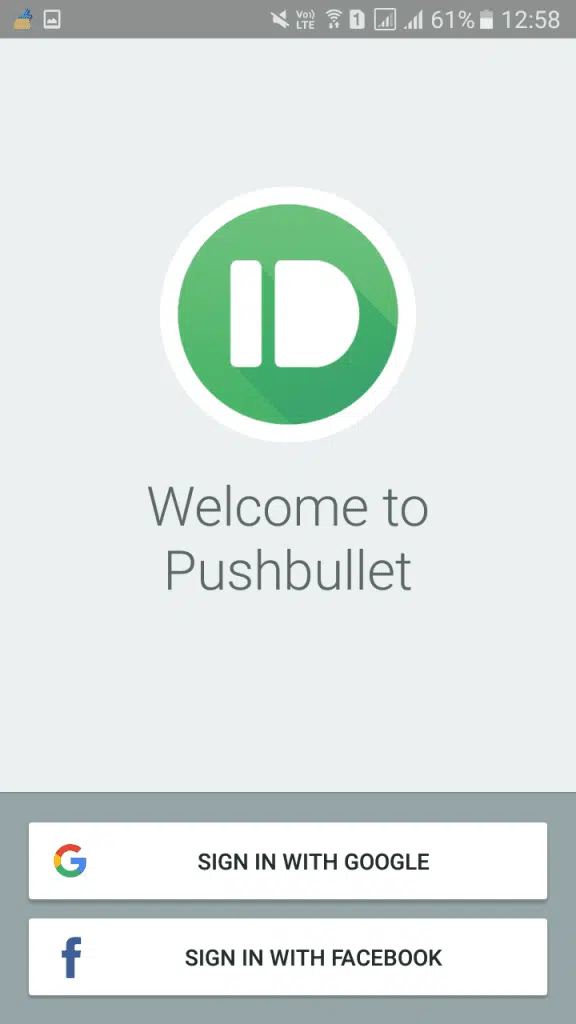 Vo)) LTE 1 61% 12:58
Welcome to
Pushbullet
SIGN IN WITH GOOGLE
SIGN IN WITH FACEBOOK